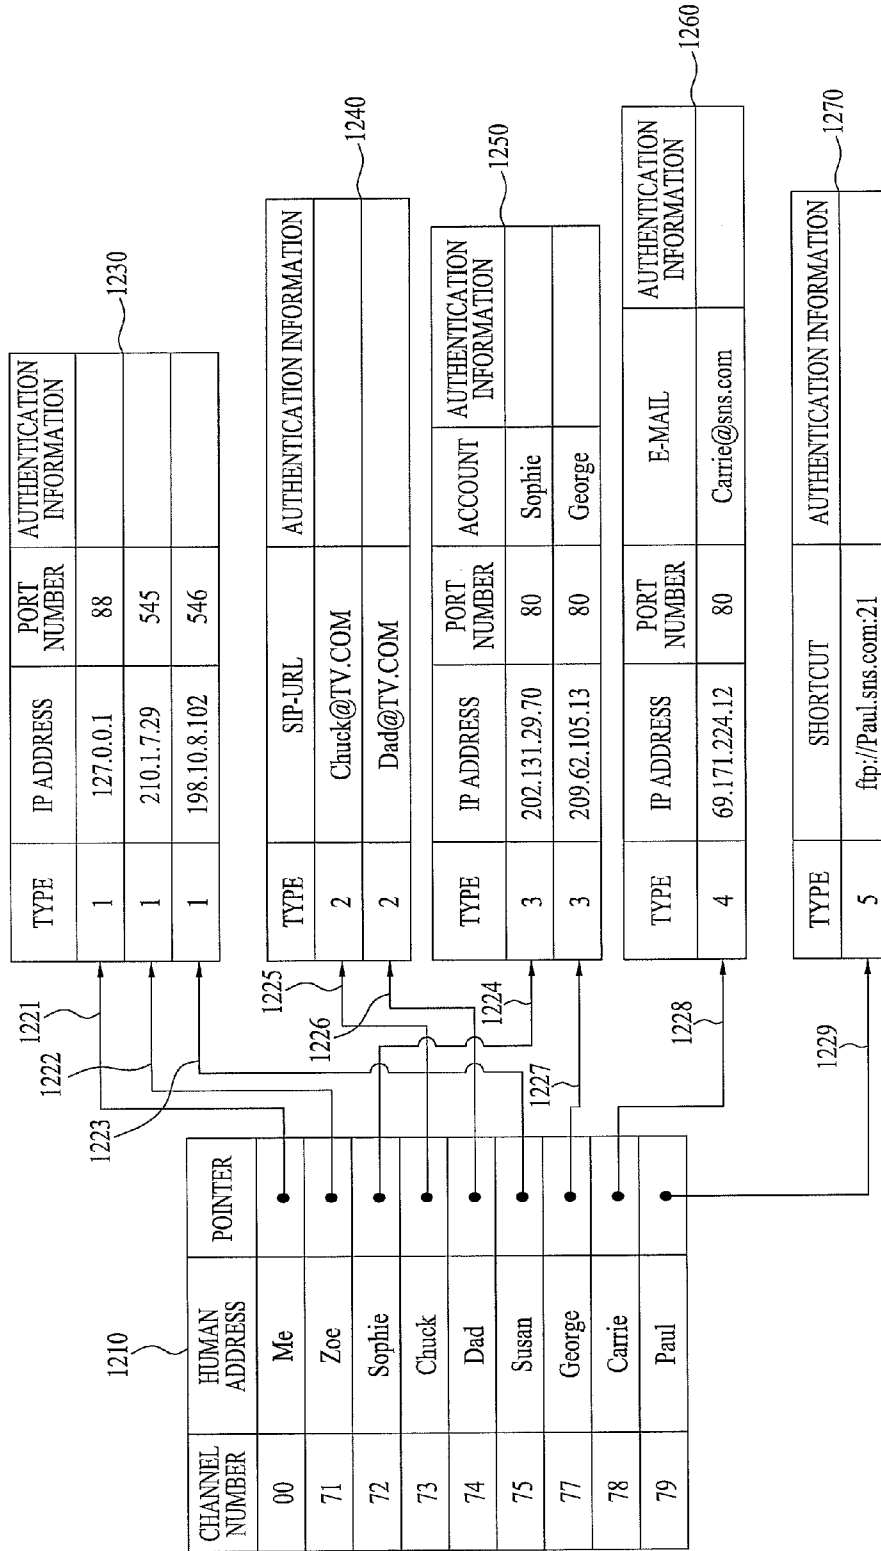 1210
CHANNEL NUMBER HUMAN ADDRESS POINTER
00 Me
71 Zoe
72 Sophie
73 Chuck
74 Dad
75 Susan
77 George
78 Carrie
79 Paul
1221
1222
1223
1225
1226
1224
1227
1228
1229
1230
TYPE IP ADDRESS PORT NUMBER AUTHENTICATION INFORMATION
1 127.0.0.1 88
1 210.1.7.29 545
1 198.10.8.102 546
1240
TYPE SIP-URL AUTHENTICATION INFORMATION
2 Chuck@TV.COM
2 Dad@TV.COM
1250
TYPE IP ADDRESS PORT NUMBER ACCOUNT AUTHENTICATION INFORMATION
3 202.131.29.70 80 Sophie
3 209.62.105.13 80 George
1260
TYPE IP ADDRESS PORT NUMBER E-MAIL AUTHENTICATION INFORMATION
4 69.171.224.12 80 Carrie@sns.com
1270
TYPE SHORTCUT AUTHENTICATION INFORMATION
5 ftp://Paul.sns.com:21